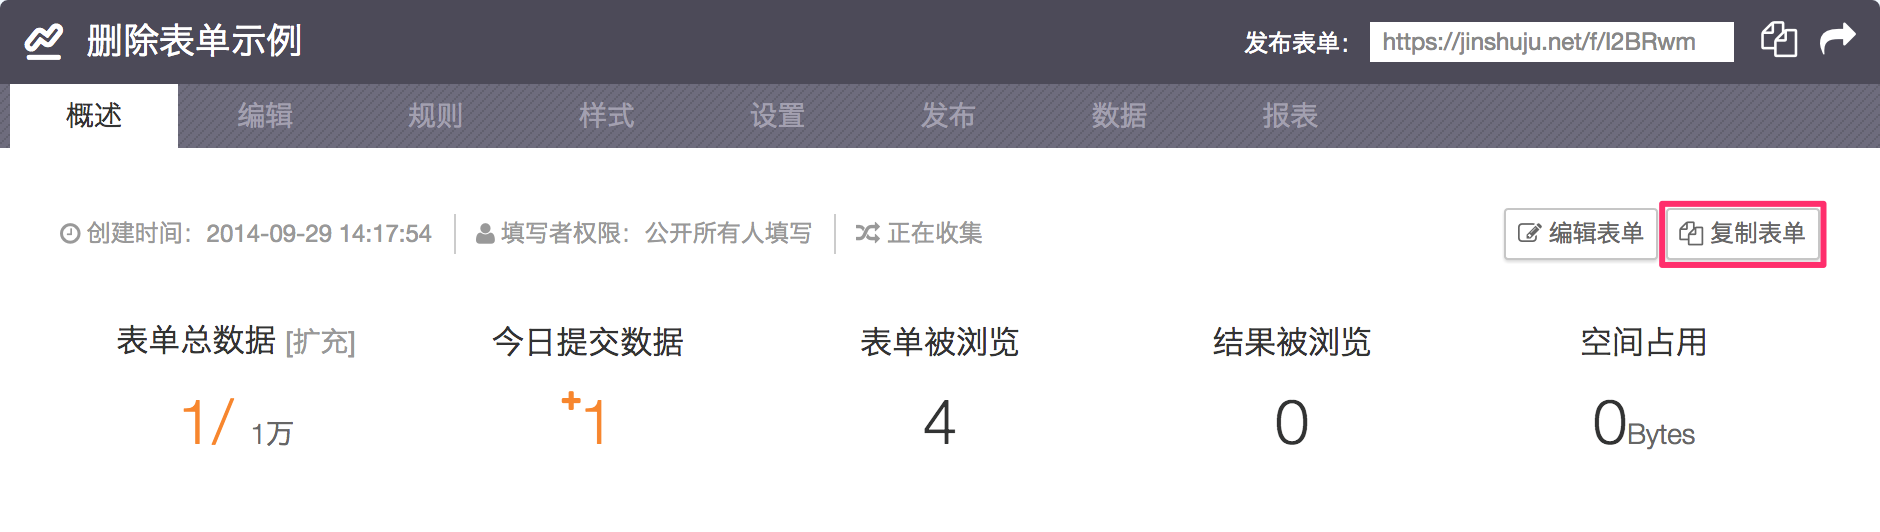 删除表单示例
发布表单： https://jinshuju.net/f/I2BRwm
概述 编辑 规则 样式 设置 发布 数据 报表
创建时间：2014-09-29 14:17:54 填写者权限：公开所有人填写 正在收集 编辑表单 复制表单
表单总数据 [扩充] 今日提交数据 表单被浏览 结果被浏览 空间占用
1/ 1万 +1 4 0 0Bytes